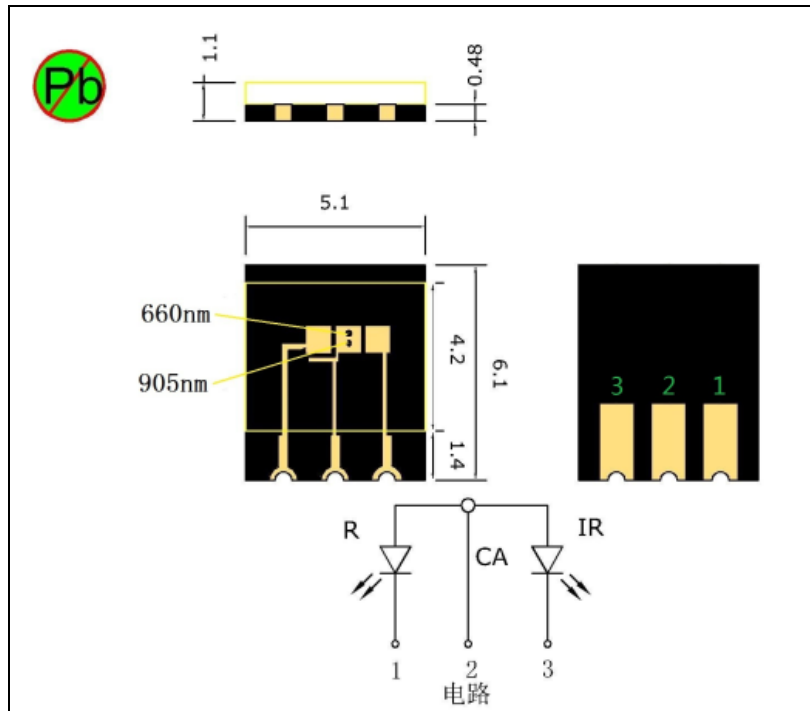 Pb
1.1
0.48
5.1
660nm
905nm
4.2
6.1
1.4
3 2 1
R
CA
IR
1 2 3
电路